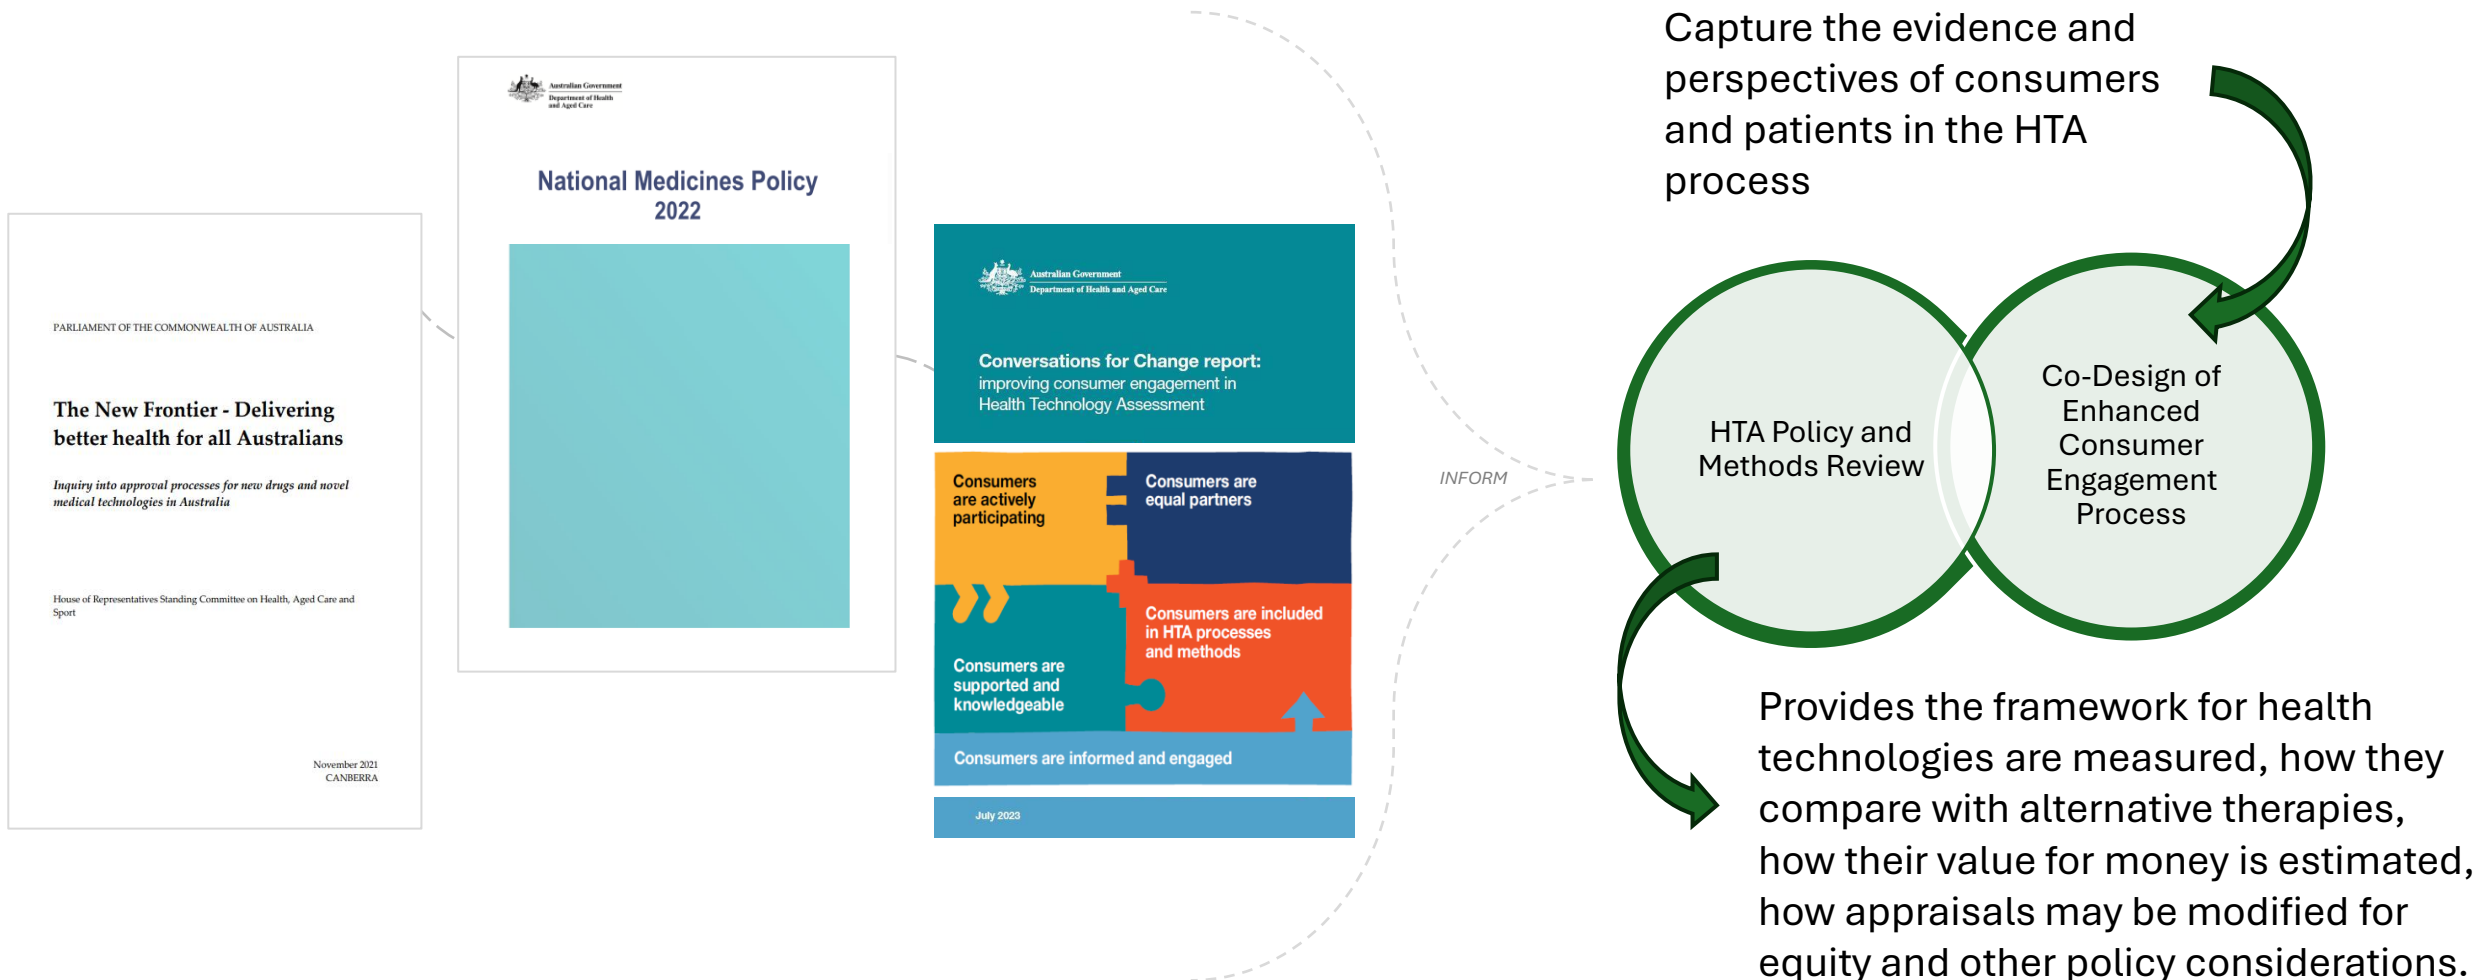 PARLIAMENT OF THE COMMONWEALTH OF AUSTRALIA
The New Frontier - Delivering
better health for all Australians
Inquiry into approval processes for new drugs and novel
medical technologies in Australia
House of Representatives Standing Committee on Health, Aged Care and
Sport
November 2021
CANBERRA
Australian Government
Department of Health
and Aged Care
National Medicines Policy
2022
Australian Government
Department of Health and Aged Care
Conversations for Change report:
improving consumer engagement in
Health Technology Assessment
Consumers
are actively
participating
Consumers are
equal partners
Consumers are
supported and
knowledgeable
Consumers are included
in HTA processes
and methods
Consumers are informed and engaged
July 2023
INFORM
Capture the evidence and
perspectives of consumers
and patients in the HTA
process
HTA Policy and
Methods Review
Co-Design of
Enhanced
Consumer
Engagement
Process
Provides the framework for health
technologies are measured, how they
compare with alternative therapies,
how their value for money is estimated,
how appraisals may be modified for
equity and other policy considerations.